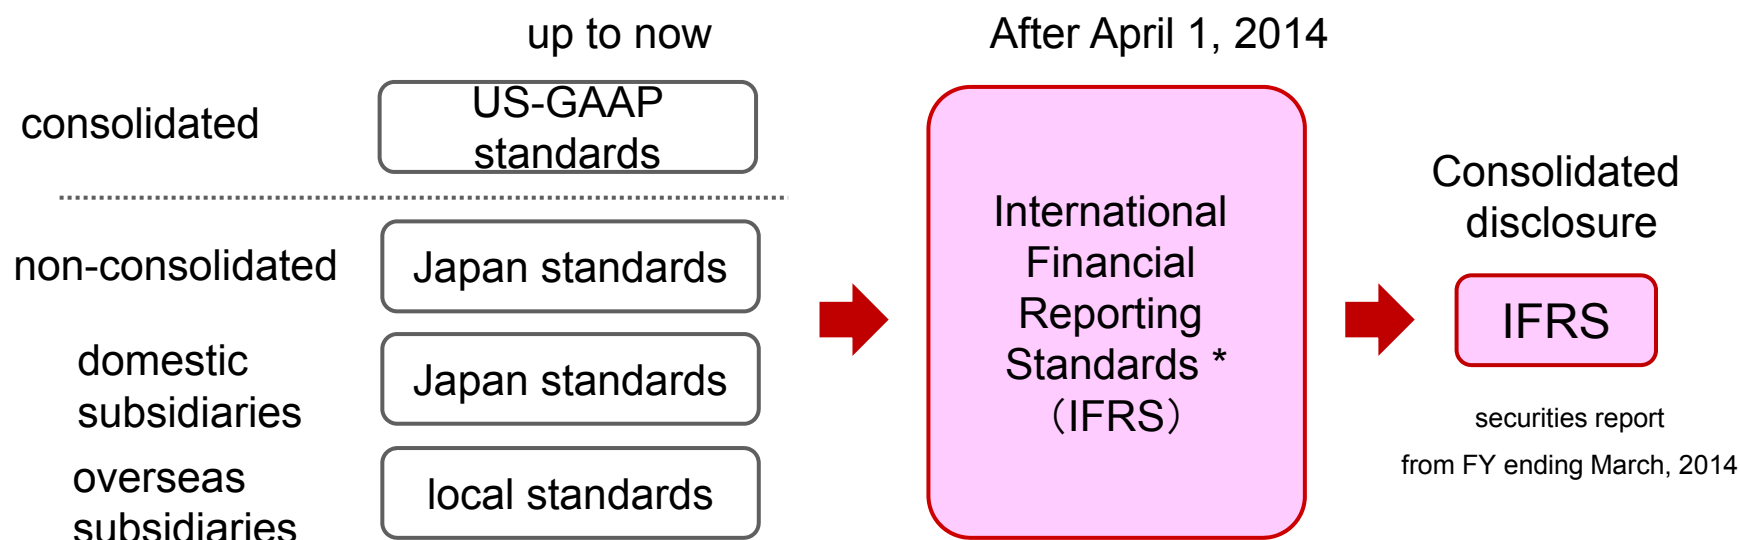 up to now
After April 1, 2014
consolidated
US-GAAP
standards
non-consolidated
Japan standards
domestic
subsidiaries
Japan standards
overseas
subsidiaries
local standards
International
Financial
Reporting
Standards *
（IFRS）
Consolidated
disclosure
IFRS
securities report
from FY ending March, 2014